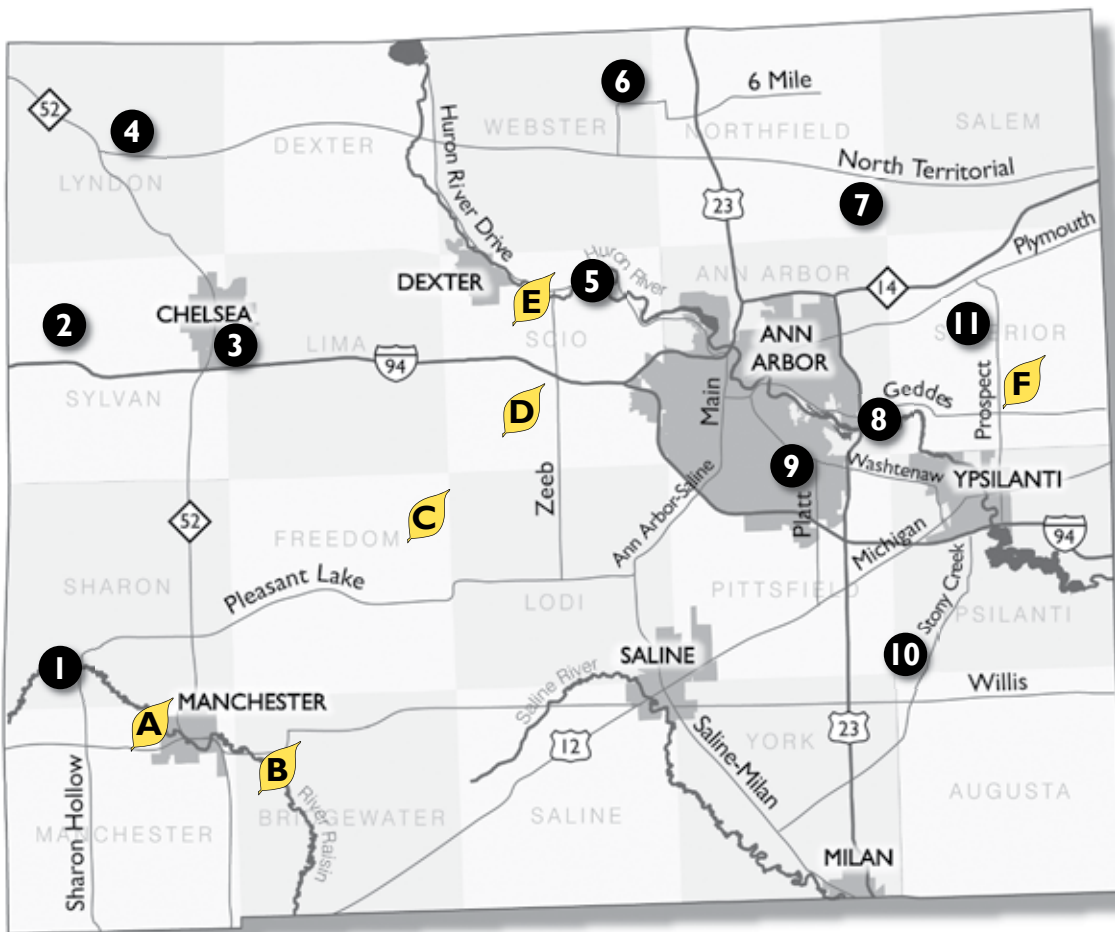 6
6 Mile
52
4
Huron River Drive
WEBSTER
NORTHFIELD
SALEM
DEXTER
LYNDON
North Territorial
23
7
Plymouth
DEXTER
Huron River
5
ANN ARBOR
14
E
CHELSEA
2
3
LIMA
94
SCIO
ANN
ARBOR
11
SUPERIOR
SYLVAN
D
Main
Geddes
F
Prospect
8
9
Washtenaw
YPSILANTI
Zeeb
Ann Arbor-Saline
Platt
52
C
FREEDOM
Michigan
94
SHARON
Pleasant Lake
LODI
PITTSFIELD
Stony Creek
PSILANTI
1
SALINE
10
Saline River
Willis
MANCHESTER
A
12
YORK
23
B
Saline-Milan
Sharon Hollow
River Raisin
MANCHESTER
BRIDGEWATER
SALINE
AUGUSTA
MILAN